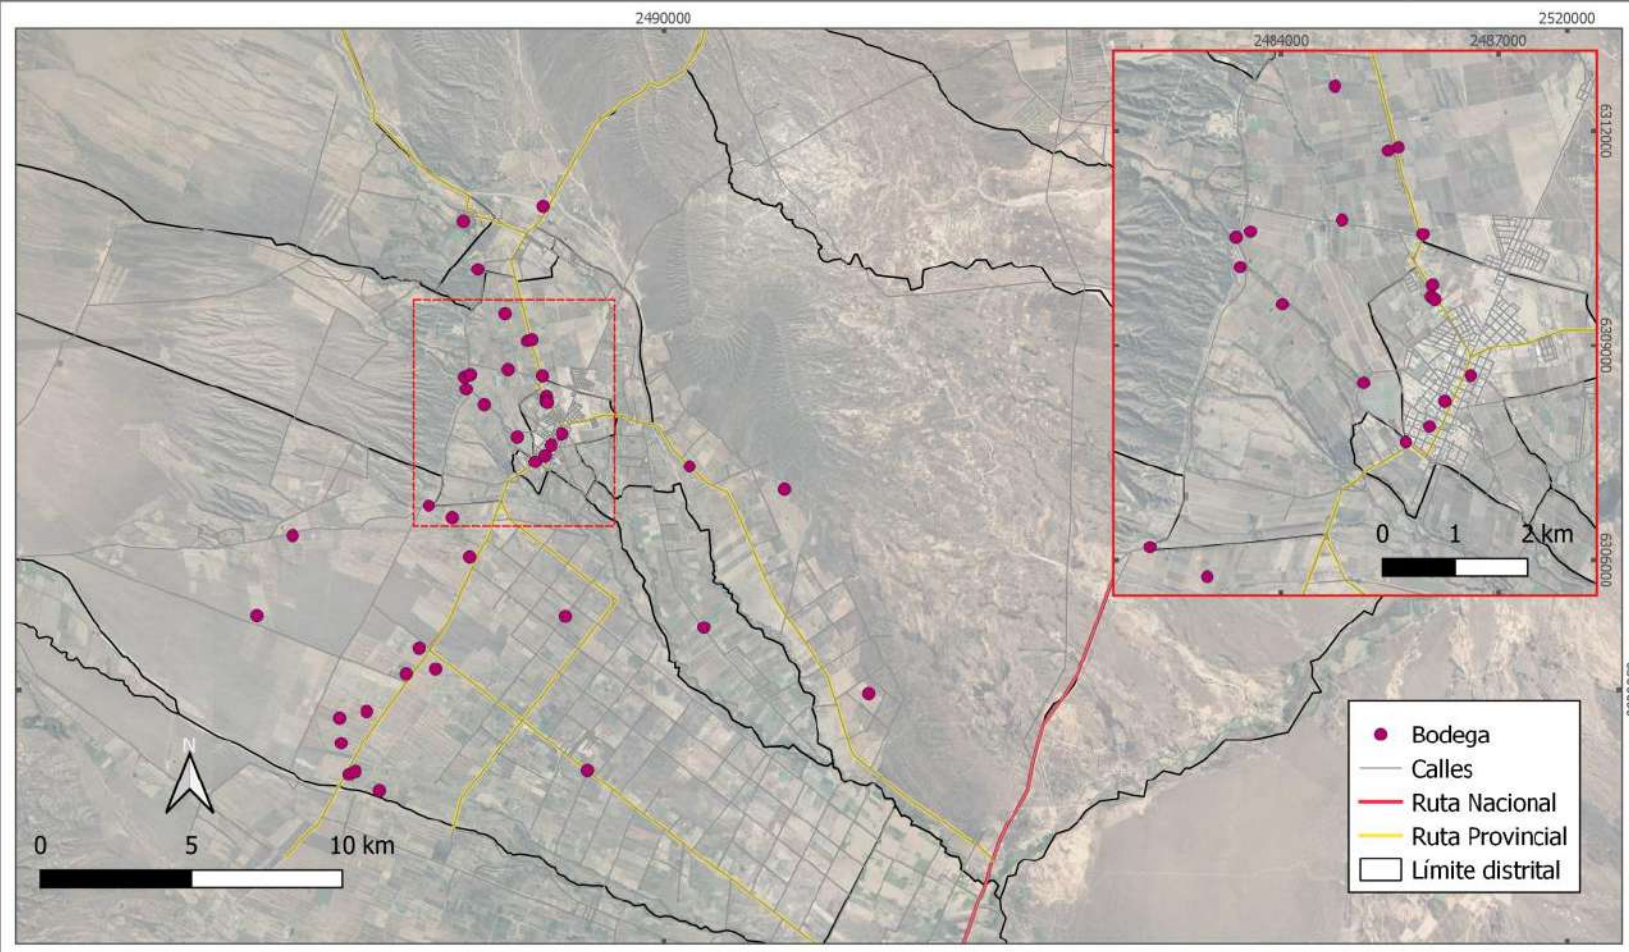 2490000
2520000
2484000
2487000
6312000
6309000
6306000
0 1 2 km
N
0 5 10 km
Bodega
Calles
Ruta Nacional
Ruta Provincial
Límite distrital